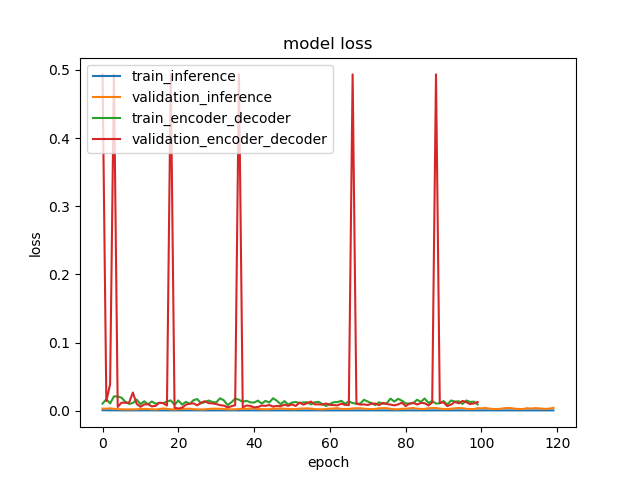 model loss
train_inference
validation_inference
train_encoder_decoder
validation_encoder_decoder
loss
0.5
0.4
0.3
0.2
0.1
0.0
0 20 40 60 80 100 120
epoch